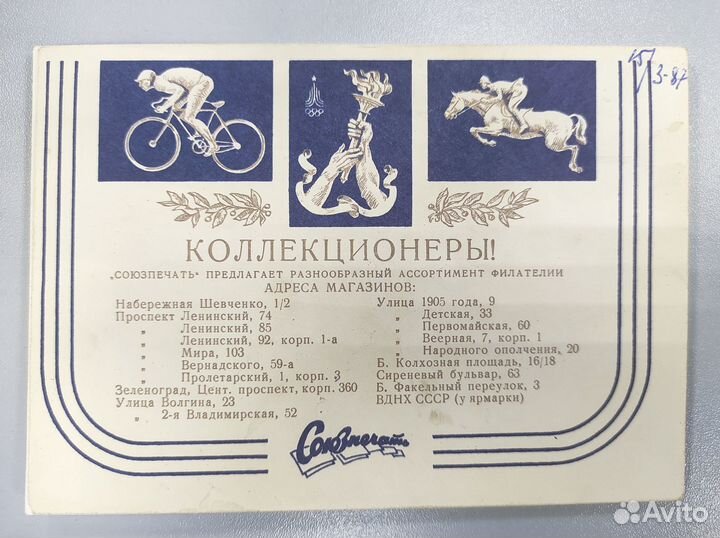 15/3-87
КОЛЛЕКЦИОНЕРЫ!
„СОЮЗПЕЧАТЬ“ ПРЕДЛАГАЕТ РАЗНООБРАЗНЫЙ АССОРТИМЕНТ ФИЛАТЕЛИИ
АДРЕСА МАГАЗИНОВ:
Набережная Шевченко, 1/2
Проспект Ленинский, 74
„ Ленинский, 85
„ Ленинский, 92, корп. 1-а
„ Мира, 103
„ Вернадского, 59-а
„ Пролетарский, 1, корп. 3
Зеленоград, Цент. проспект, корп. 360
Улица Волгина, 23
„ 2-я Владимирская, 52
Улица 1905 года, 9
„ Детская, 33
„ Первомайская, 60
„ Веерная, 7, корп. 1
„ Народного ополчения, 20
Б. Колхозная площадь, 16/18
Сиреневый бульвар, 63
Б. Факельный переулок, 3
ВДНХ СССР (у ярмарки)
Союзпечать
Avito